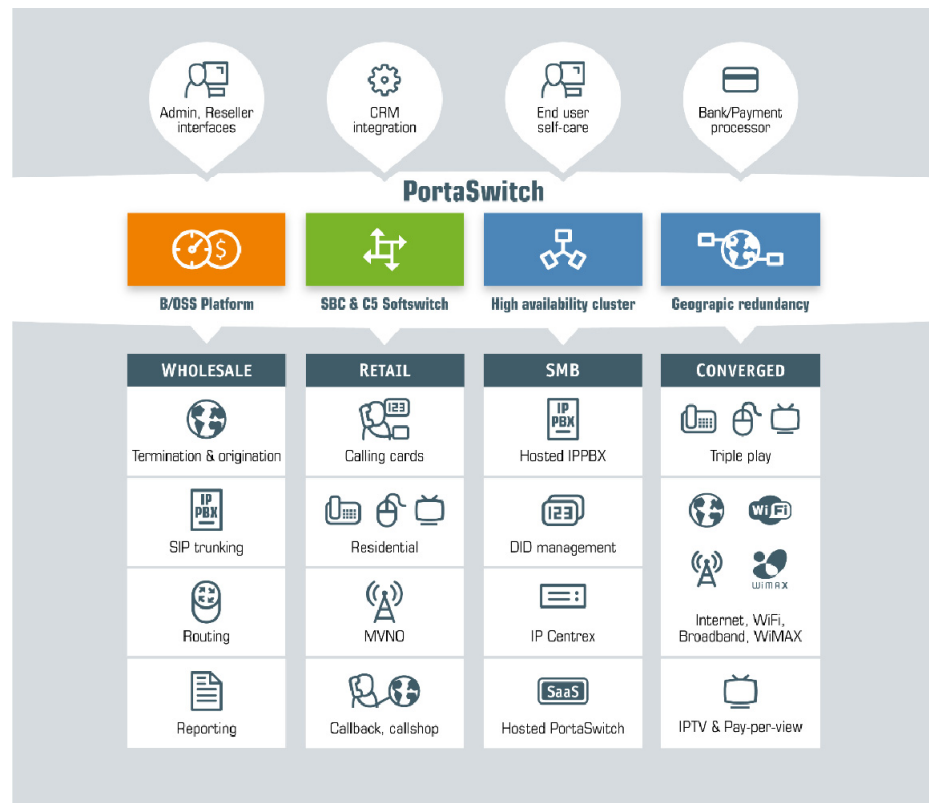 Admin, Reseller
interfaces
CRM
integration
End user
self-care
Bank/Payment
processor
PortaSwitch
$
B/OSS Platform
SBC & C5 Softswitch
High availability cluster
Geograpic redundancy
WHOLESALE
RETAIL
SMB
CONVERGED
Termination & origination
123
Calling cards
IP
PBX
Hosted IPPBX
Triple play
IP
PBX
SIP trunking
Residential
123
DID management
WiFi
WiMAX
Internet, WiFi,
Broadband, WiMAX
Routing
MVNO
IP Centrex
Reporting
Callback, callshop
SaaS
Hosted PortaSwitch
IPTV & Pay-per-view